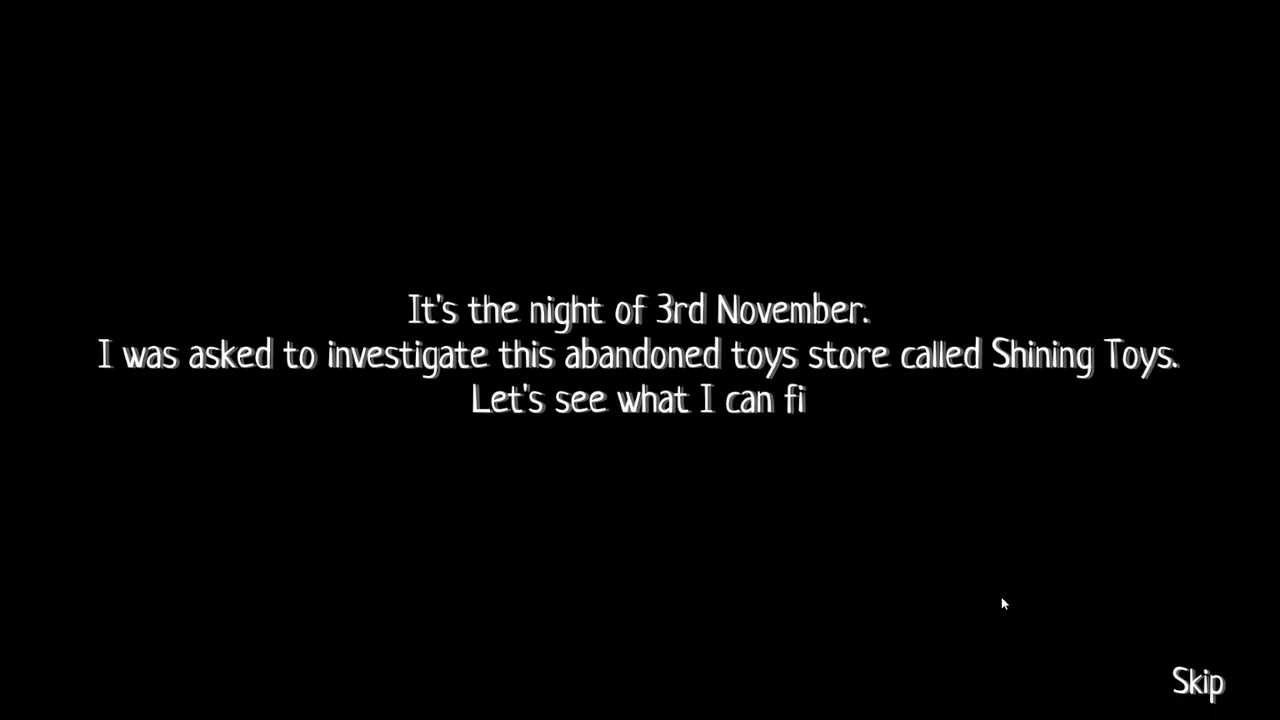 It's the night of 3rd November.
I was asked to investigate this abandoned toys store called Shining Toys.
Let's see what I can fi
Skip